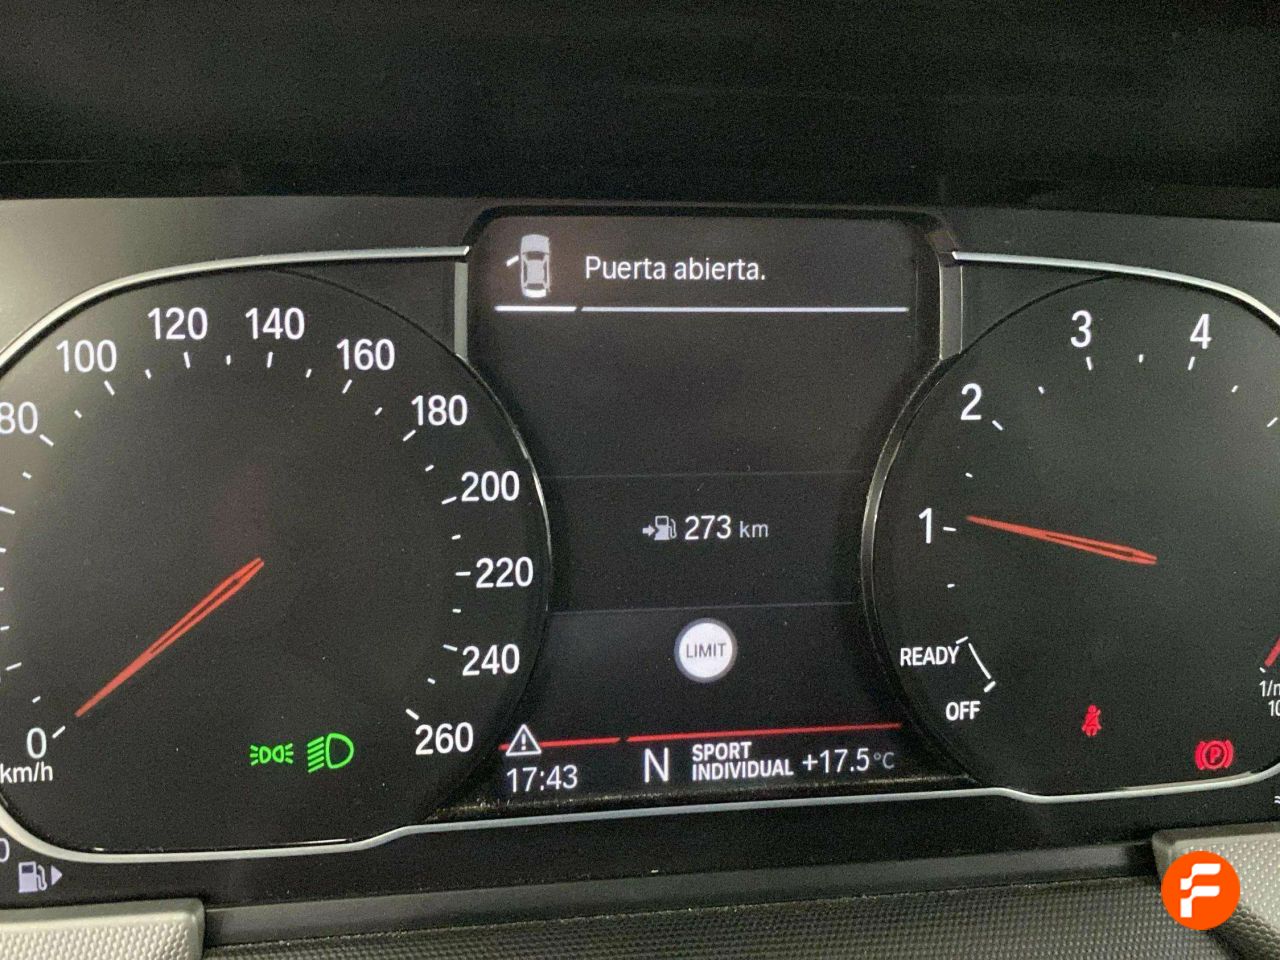 Puerta abierta.
80
100
120
140
160
180
200
220
240
260
0
km/h
273 km
LIMIT
17:43
N
SPORT
INDIVIDUAL
+17.5°C
1
2
3
4
READY
OFF
P